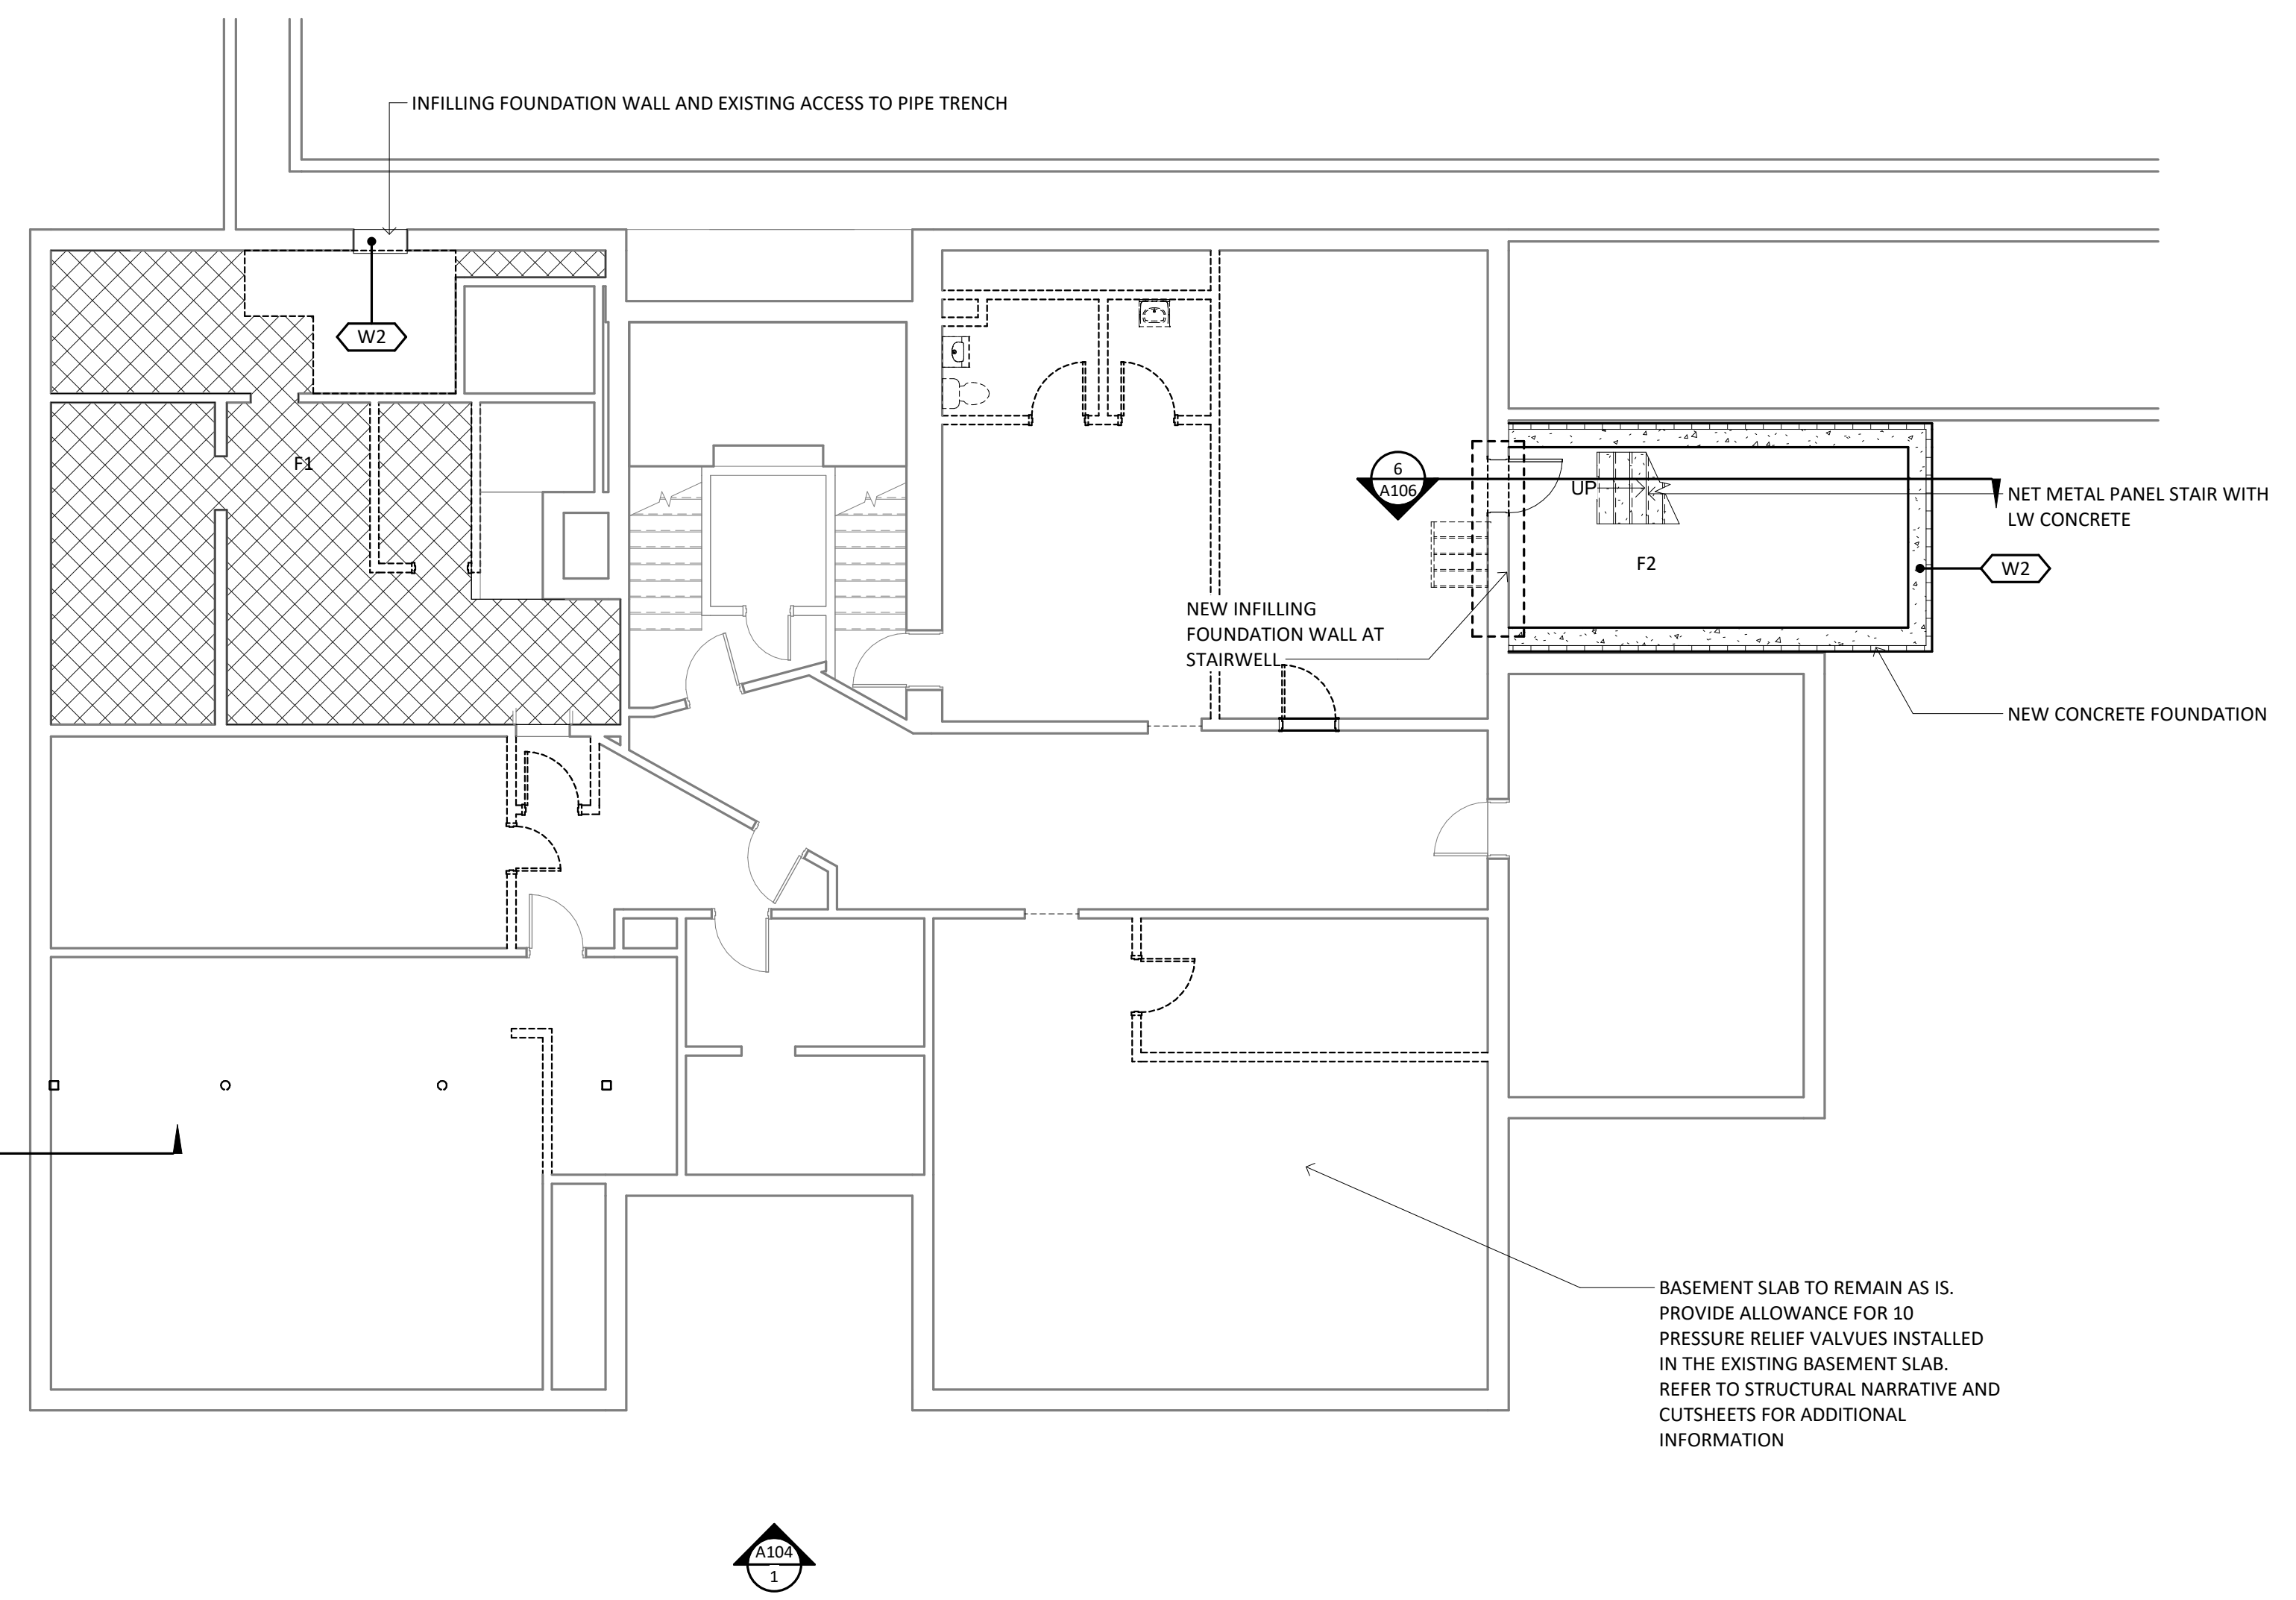 INFILLING FOUNDATION WALL AND EXISTING ACCESS TO PIPE TRENCH
W2
F1
6
A106
UP
NET METAL PANEL STAIR WITH
LW CONCRETE
F2
W2
NEW INFILLING
FOUNDATION WALL AT
STAIRWELL
NEW CONCRETE FOUNDATION
BASEMENT SLAB TO REMAIN AS IS.
PROVIDE ALLOWANCE FOR 10
PRESSURE RELIEF VALVUES INSTALLED
IN THE EXISTING BASEMENT SLAB.
REFER TO STRUCTURAL NARRATIVE AND
CUTSHEETS FOR ADDITIONAL
INFORMATION
A104
1